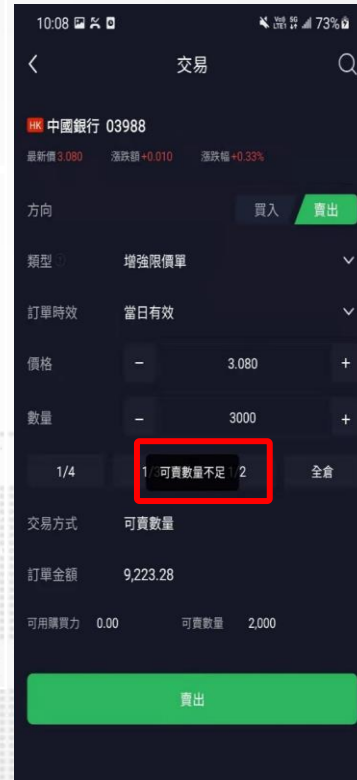 10:08 VoI) LTE1 5G 73%
交易
HK 中國銀行 03988
最新價 3.080 漲跌額 +0.010 漲跌幅 +0.33%
方向 買入 賣出
類型 增強限價單
訂單時效 當日有效
價格 − 3.080 +
數量 − 3000 +
1/4 1/3 可賣數量不足 1/2 全倉
交易方式 可賣數量
訂單金額 9,223.28
可用購買力 0.00 可賣數量 2,000
賣出